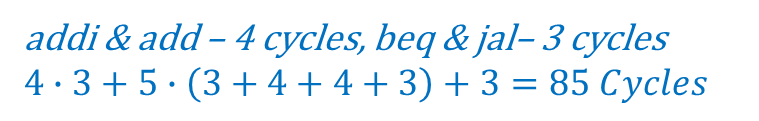 addi & add – 4 cycles, beq & jal– 3 cycles
4 · 3 + 5 · (3 + 4 + 4 + 3) + 3 = 85 Cycles